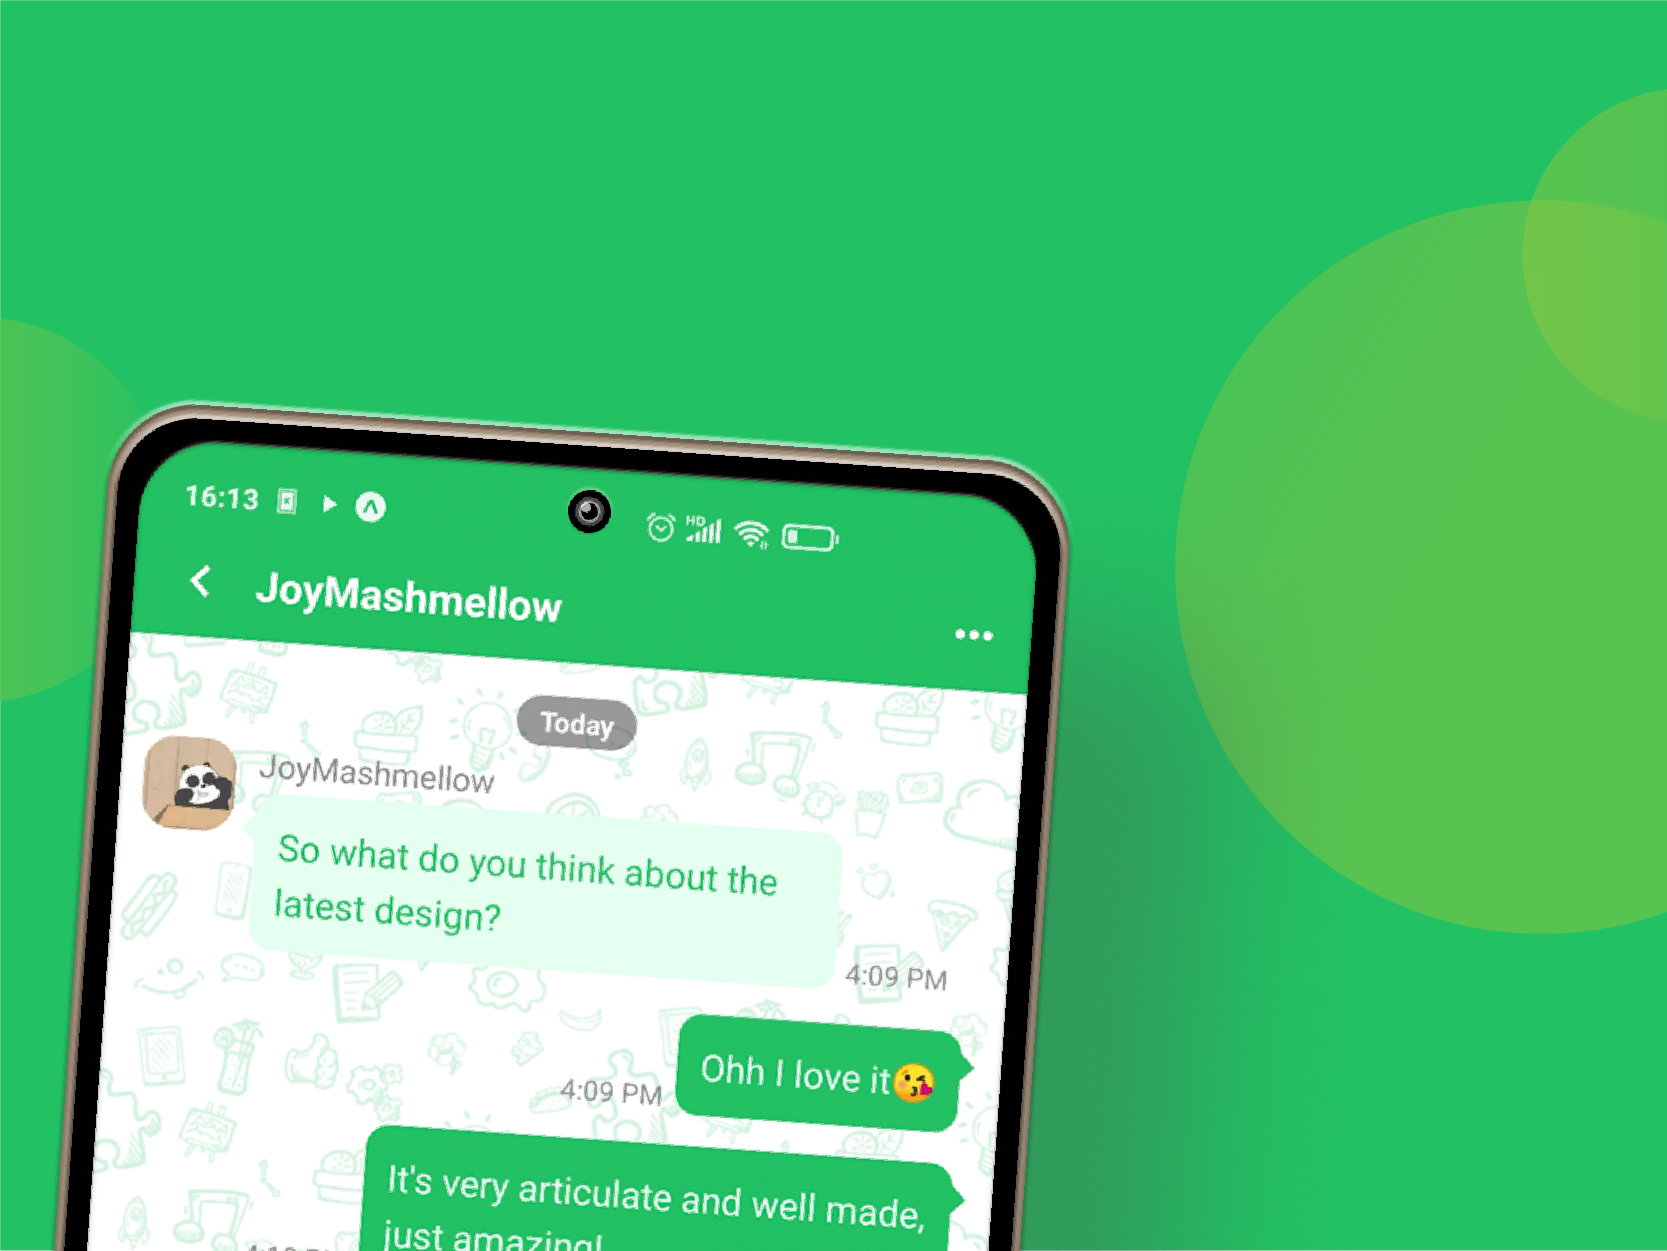 16:13
HD
JoyMashmellow
Today
JoyMashmellow
So what do you think about the
latest design?
4:09 PM
Ohh I love it😘
4:09 PM
It's very articulate and well made,
just amazing!